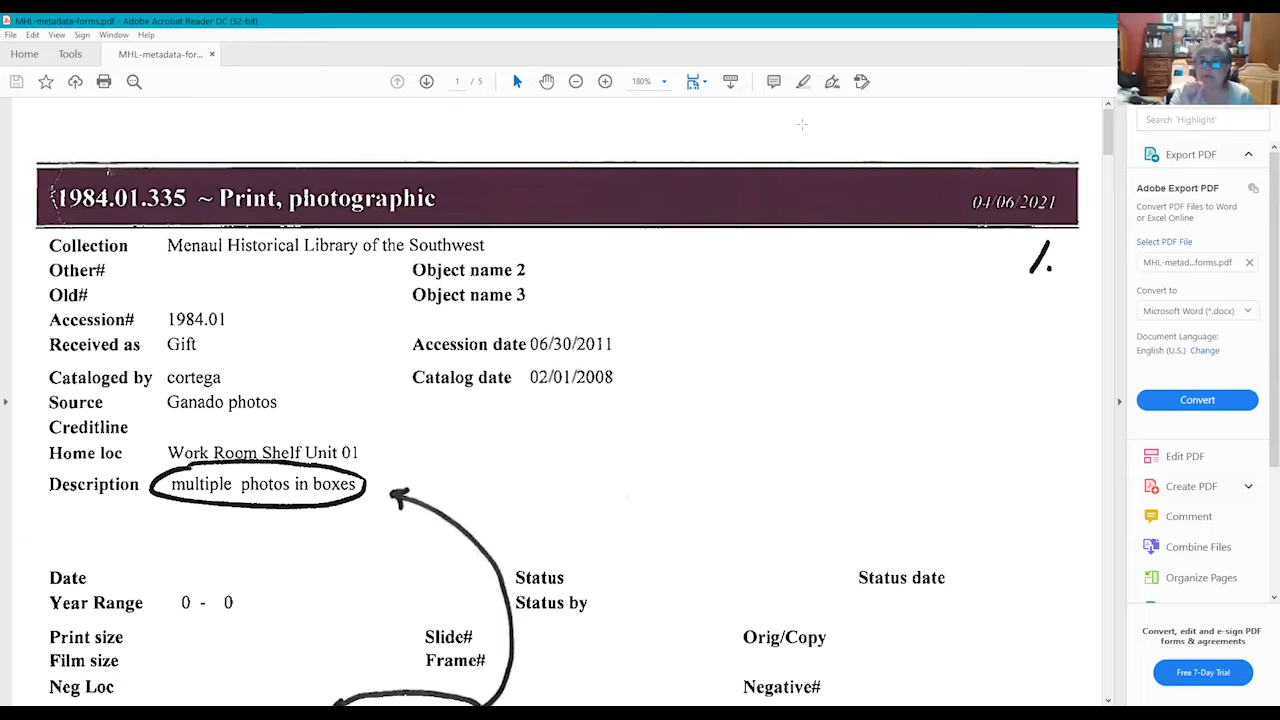 MHL-metadata-forms.pdf - Adobe Acrobat Reader DC (32-bit)
File Edit View Sign Window Help
Home Tools MHL-metadata-for... ×
1 / 5 180%
Search 'Highlight'
Export PDF
Adobe Export PDF
Convert PDF Files to Word
or Excel Online
Select PDF File
MHL-metad...forms.pdf
Convert to
Microsoft Word (*.docx)
Document Language:
English (U.S.) Change
Convert
Edit PDF
Create PDF
Comment
Combine Files
Organize Pages
Convert, edit and e-sign PDF
forms & agreements
Free 7-Day Trial
1984.01.335 ~ Print, photographic 04/06/2021
1.
Collection Menaul Historical Library of the Southwest
Other# Object name 2
Old# Object name 3
Accession# 1984.01
Received as Gift Accession date 06/30/2011
Cataloged by cortega Catalog date 02/01/2008
Source Ganado photos
Creditline
Home loc Work Room Shelf Unit 01
Description multiple photos in boxes
Date Status Status date
Year Range 0 - 0 Status by
Print size Slide# Orig/Copy
Film size Frame#
Neg Loc Negative#